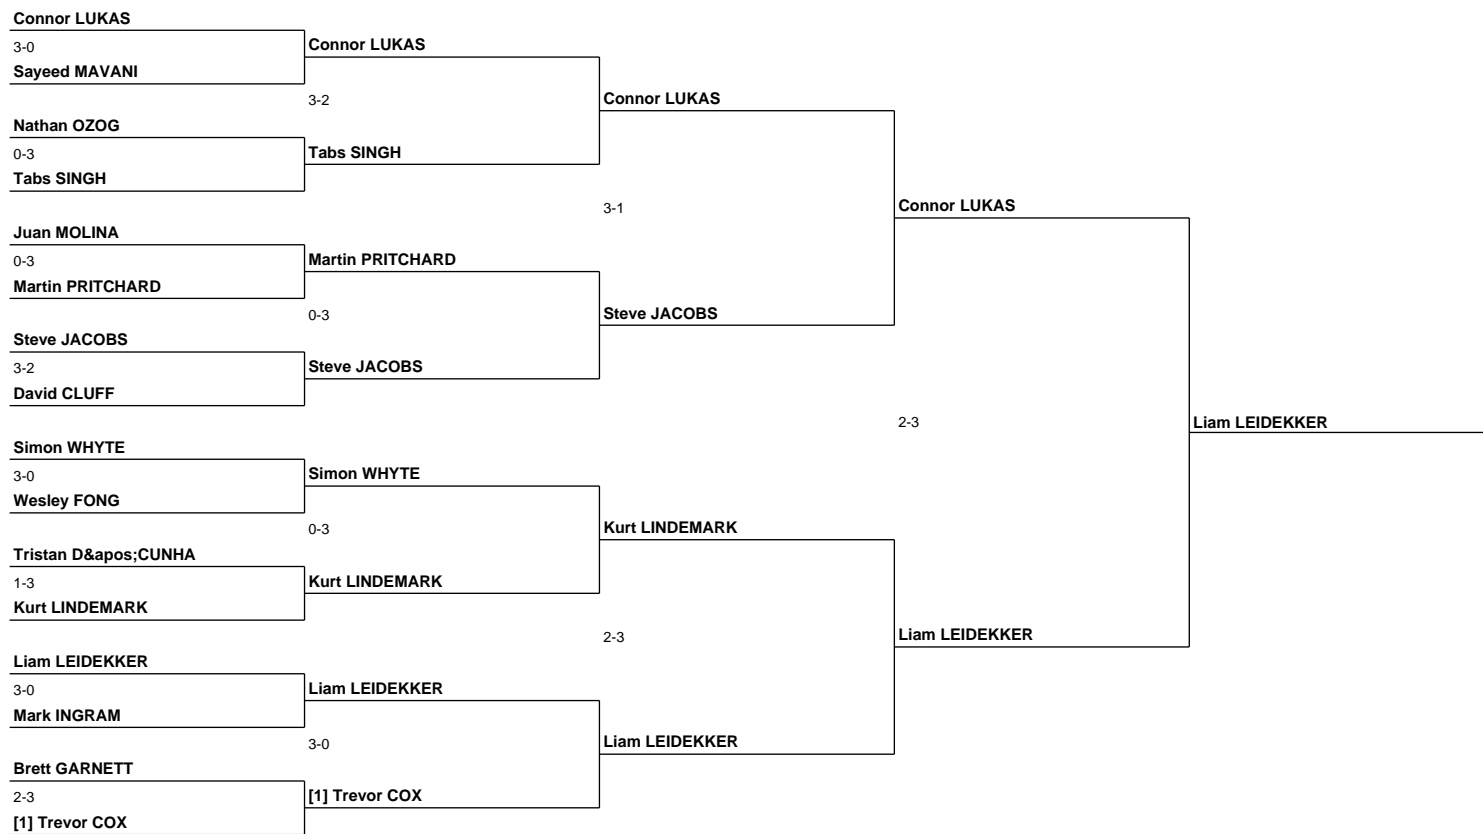 Connor LUKAS
3-0
Sayeed MAVANI
Nathan OZOG
0-3
Tabs SINGH
Juan MOLINA
0-3
Martin PRITCHARD
Steve JACOBS
3-2
David CLUFF
Simon WHYTE
3-0
Wesley FONG
Tristan D&apos;CUNHA
1-3
Kurt LINDEMARK
Liam LEIDEKKER
3-0
Mark INGRAM
Brett GARNETT
2-3
[1] Trevor COX
Connor LUKAS
3-2
Tabs SINGH
Martin PRITCHARD
0-3
Steve JACOBS
Simon WHYTE
0-3
Kurt LINDEMARK
Liam LEIDEKKER
3-0
[1] Trevor COX
Connor LUKAS
3-1
Steve JACOBS
Kurt LINDEMARK
2-3
Liam LEIDEKKER
Connor LUKAS
2-3
Liam LEIDEKKER
Liam LEIDEKKER